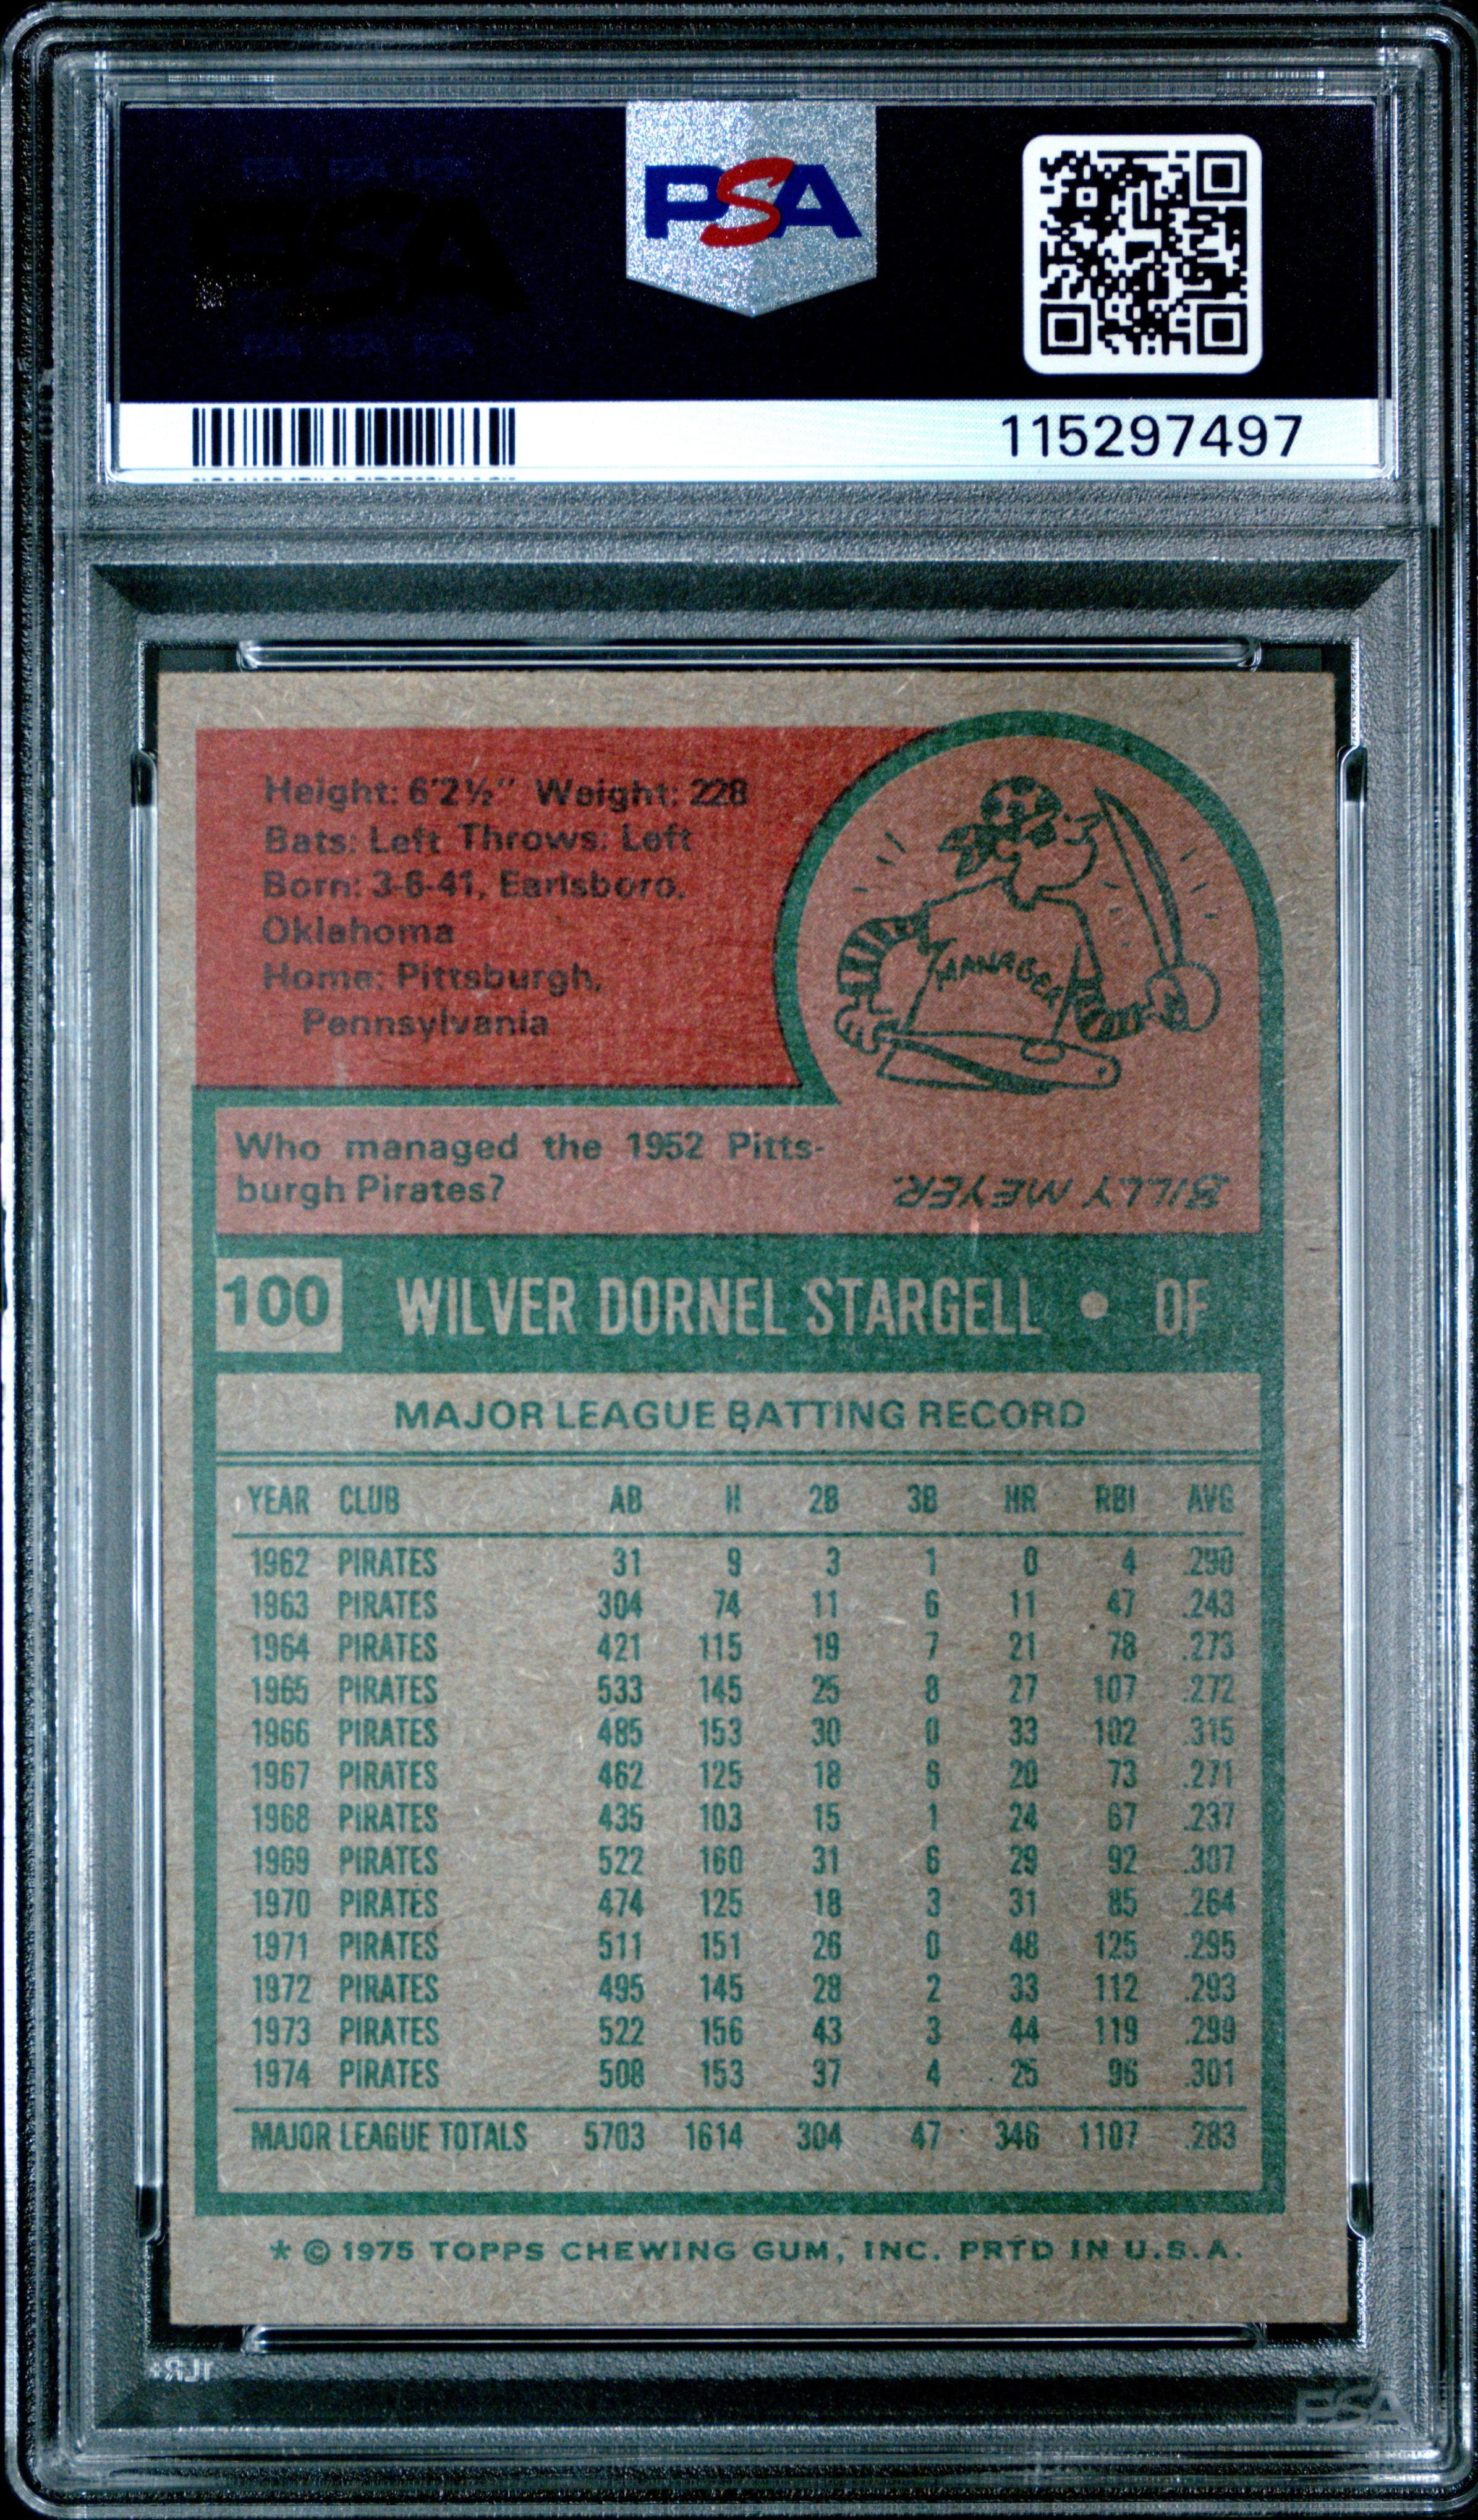 PSA
115297497
Height: 6'2½" Weight: 228
Bats: Left Throws: Left
Born: 3-6-41, Earlsboro,
Oklahoma
Home: Pittsburgh,
Pennsylvania
MANAGER
Who managed the 1952 Pitts-
burgh Pirates?
BILLY MEYER.
100 WILVER DORNEL STARGELL • OF
MAJOR LEAGUE BATTING RECORD
YEAR CLUB AB H 2B 3B HR RBI AVG
1962 PIRATES 31 9 3 1 0 4 .290
1963 PIRATES 304 74 11 6 11 47 .243
1964 PIRATES 421 115 19 7 21 78 .273
1965 PIRATES 533 145 25 8 27 107 .272
1966 PIRATES 485 153 30 0 33 102 .315
1967 PIRATES 462 125 18 6 20 73 .271
1968 PIRATES 435 103 15 1 24 67 .237
1969 PIRATES 522 160 31 6 29 92 .307
1970 PIRATES 474 125 18 3 31 85 .264
1971 PIRATES 511 151 26 0 48 125 .295
1972 PIRATES 495 145 28 2 33 112 .293
1973 PIRATES 522 156 43 3 44 119 .299
1974 PIRATES 508 153 37 4 25 96 .301
MAJOR LEAGUE TOTALS 5703 1614 304 47 346 1107 .283
* © 1975 TOPPS CHEWING GUM, INC. PRTD IN U.S.A.
PSA